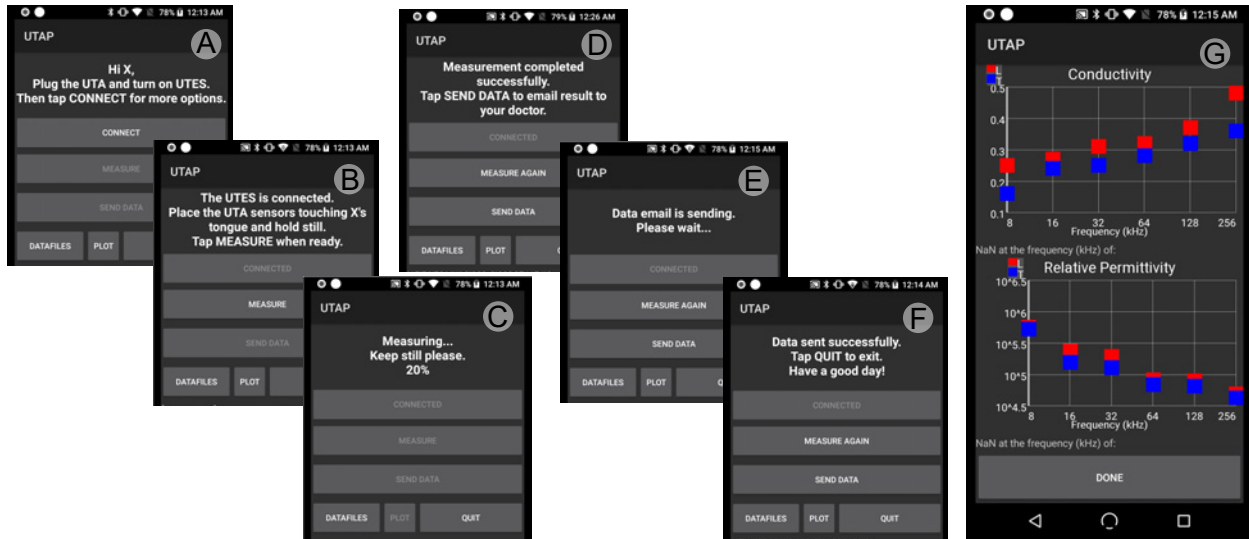 78% 12:13 AM
UTAP
A
Hi X,
Plug the UTA and turn on UTES.
Then tap CONNECT for more options.
CONNECT
MEASURE
SEND DATA
DATAFILES PLOT
78% 12:13 AM
UTAP
B
The UTES is connected.
Place the UTA sensors touching X's
tongue and hold still.
Tap MEASURE when ready.
CONNECTED
MEASURE
SEND DATA
DATAFILES PLOT
78% 12:13 AM
UTAP
C
Measuring...
Keep still please.
20%
CONNECTED
MEASURE
SEND DATA
DATAFILES PLOT QUIT
79% 12:26 AM
UTAP
D
Measurement completed
successfully.
Tap SEND DATA to email result to
your doctor.
CONNECTED
MEASURE AGAIN
SEND DATA
DATAFILES PLOT
78% 12:15 AM
UTAP
E
Data email is sending.
Please wait...
CONNECTED
MEASURE AGAIN
SEND DATA
DATAFILES PLOT
78% 12:14 AM
UTAP
F
Data sent successfully.
Tap QUIT to exit.
Have a good day!
CONNECTED
MEASURE AGAIN
SEND DATA
DATAFILES PLOT QUIT
78% 12:15 AM
UTAP
G
L
T
Conductivity
0.5
0.4
0.3
0.2
0.1
8 16 32 64 128 256
Frequency (kHz)
NaN at the frequency (kHz) of:
L
T
Relative Permittivity
10^6.5
10^6
10^5.5
10^5
10^4.5
8 16 32 64 128 256
Frequency (kHz)
NaN at the frequency (kHz) of:
DONE